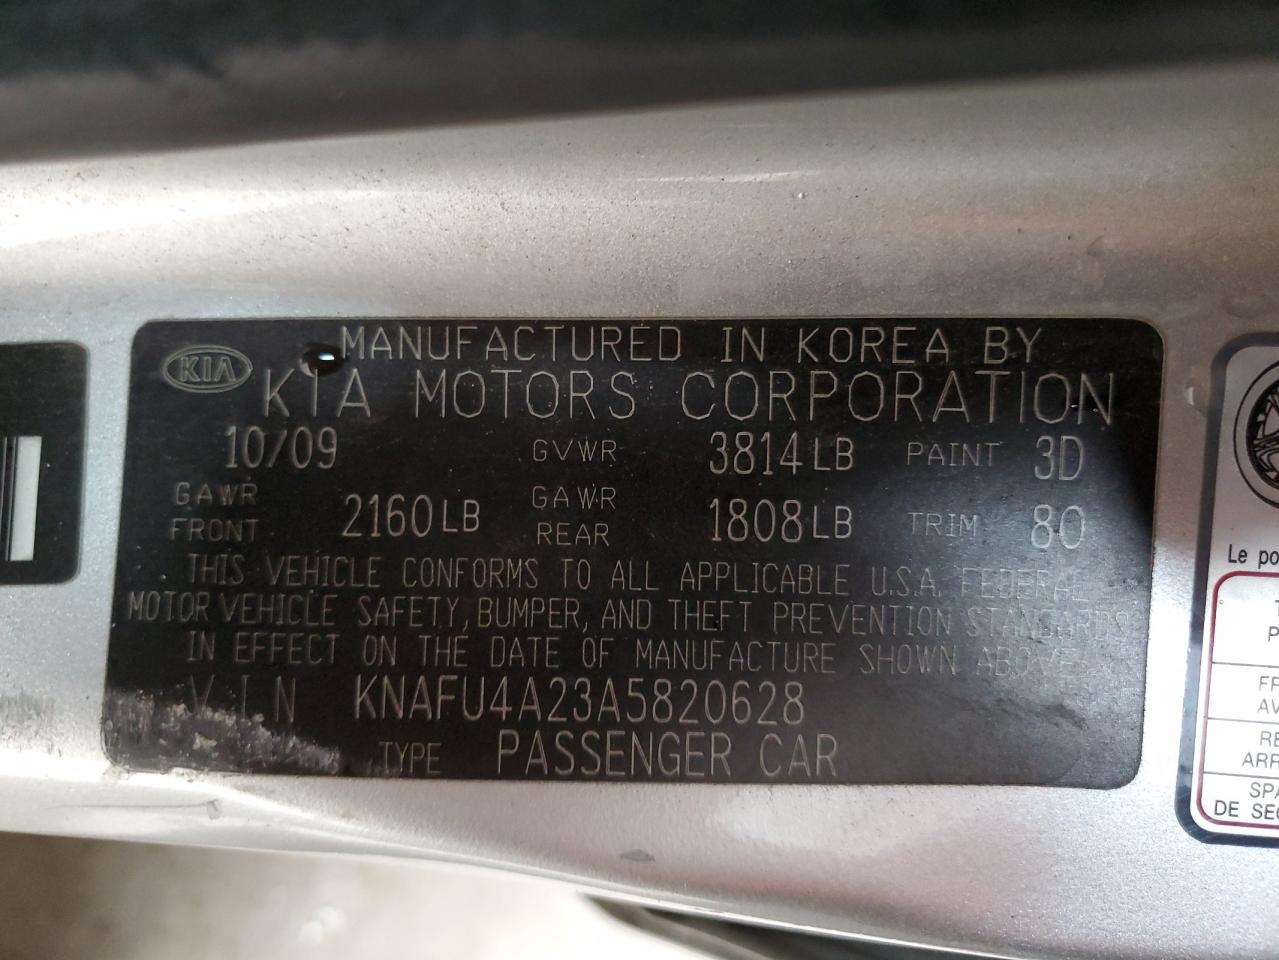 MANUFACTURED IN KOREA BY
KIA
KIA MOTORS CORPORATION
10/09 GVWR 3814LB PAINT 3D
GAWR FRONT 2160LB GAWR REAR 1808LB TRIM 80
THIS VEHICLE CONFORMS TO ALL APPLICABLE U.S.A. FEDERAL
MOTOR VEHICLE SAFETY, BUMPER, AND THEFT PREVENTION STANDARDS
IN EFFECT ON THE DATE OF MANUFACTURE SHOWN ABOVE
V I N KNAFU4A23A5820628
TYPE PASSENGER CAR
Le
DE